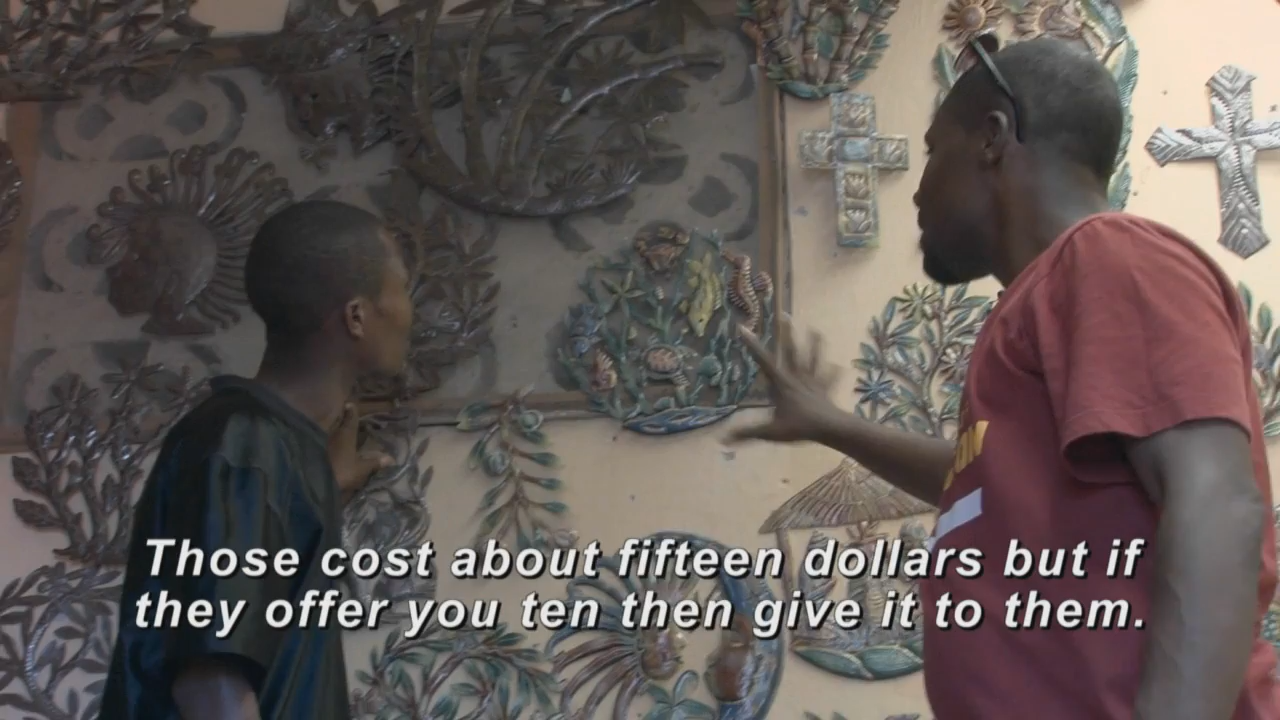 Those cost about fifteen dollars but if
they offer you ten then give it to them.